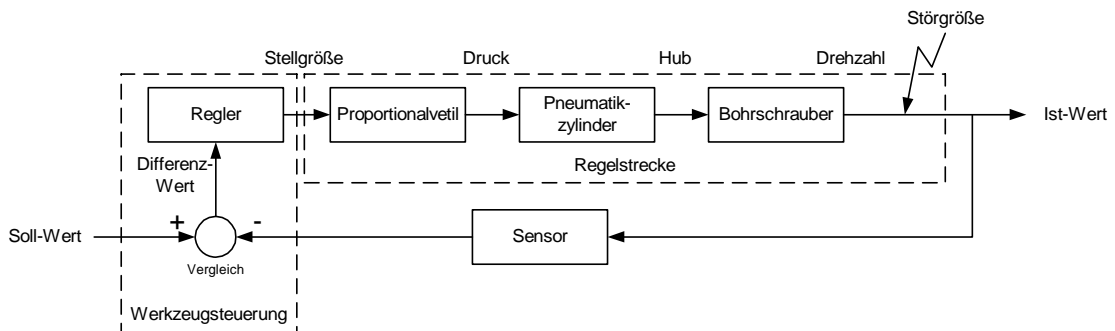 Störgröße
Stellgröße
Druck
Hub
Drehzahl
Regler
Proportionalvetil
Pneumatik-
zylinder
Bohrschrauber
Ist-Wert
Differenz-
Wert
Regelstrecke
Soll-Wert
+
-
Sensor
Vergleich
Werkzeugsteuerung